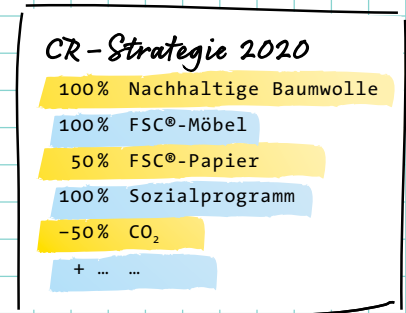 CR-Strategie 2020
100% Nachhaltige Baumwolle
100% FSC®-Möbel
50% FSC®-Papier
100% Sozialprogramm
–50% CO₂
+ … …